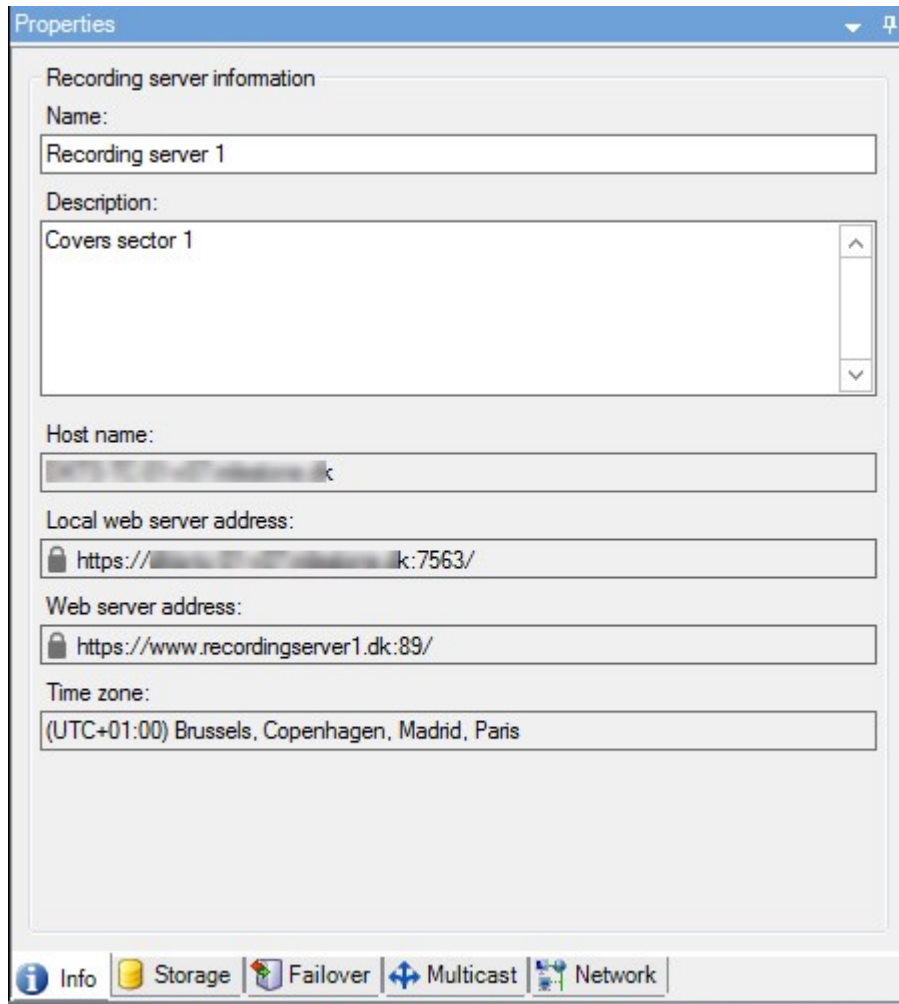 Properties
Recording server information
Name:
Recording server 1
Description:
Covers sector 1
Host name:
Local web server address:
https:// k:7563/
Web server address:
https://www.recordingserver1.dk:89/
Time zone:
(UTC+01:00) Brussels, Copenhagen, Madrid, Paris
Info Storage Failover Multicast Network